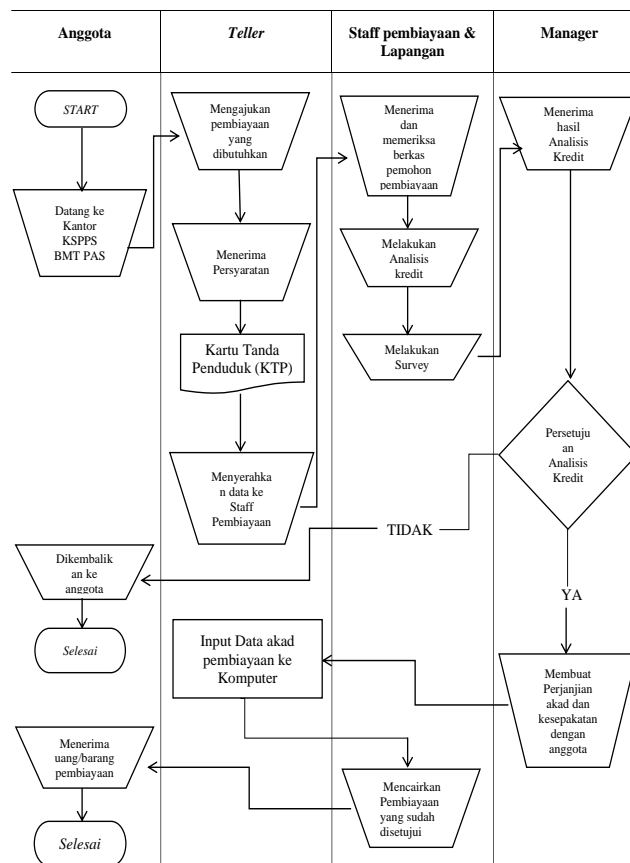 Anggota
Teller
Staff pembiayaan &
Lapangan
Manager
START
Datang ke
Kantor
KSPPS
BMT PAS
Mengajukan
pembiayaan
yang
dibutuhkan
Menerima
Persyaratan
Kartu Tanda
Penduduk (KTP)
Menyerahka
n data ke
Staff
Pembiayaan
Menerima
dan
memeriksa
berkas
pemohon
pembiayaan
Melakukan
Analisis
kredit
Melakukan
Survey
Menerima
hasil
Analisis
Kredit
Persetuju
an
Analisis
Kredit
TIDAK
YA
Dikembalik
an ke
anggota
Selesai
Membuat
Perjanjian
akad dan
kesepakatan
dengan
anggota
Input Data akad
pembiayaan ke
Komputer
Mencairkan
Pembiayaan
yang sudah
disetujui
Menerima
uang/barang
pembiayaan
Selesai